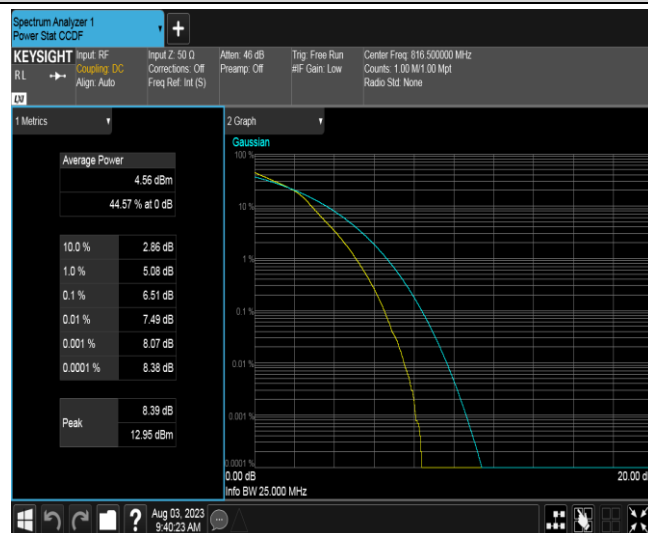 Spectrum Analyzer 1
Power Stat CCDF
+
KEYSIGHT
RL
LXI
Input: RF
Coupling: DC
Align: Auto
Input Z: 50 Ω
Corrections: Off
Freq Ref: Int (S)
Atten: 46 dB
Preamp: Off
Trig: Free Run
#IF Gain: Low
Center Freq: 816.500000 MHz
Counts: 1.00 M/1.00 Mpt
Radio Std: None
1 Metrics
Average Power
4.56 dBm
44.57 % at 0 dB
10.0 % 2.86 dB
1.0 % 5.08 dB
0.1 % 6.51 dB
0.01 % 7.49 dB
0.001 % 8.07 dB
0.0001 % 8.38 dB
Peak
8.39 dB
12.95 dBm
2 Graph
Gaussian
100 %
10 %
1 %
0.1 %
0.01 %
0.001 %
0.0001 %
0.00 dB 20.00 d
Info BW 25.000 MHz
?
Aug 03, 2023
9:40:23 AM